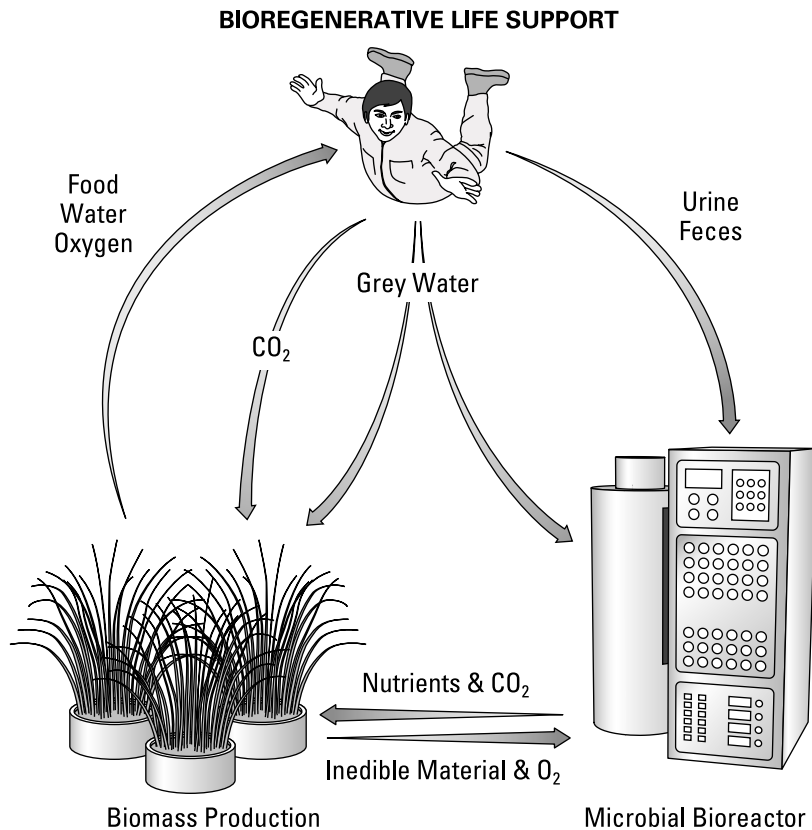 BIOREGENERATIVE LIFE SUPPORT
Food
Water
Oxygen
Urine
Feces
Grey Water
CO₂
Nutrients & CO₂
Inedible Material & O₂
Biomass Production
Microbial Bioreactor